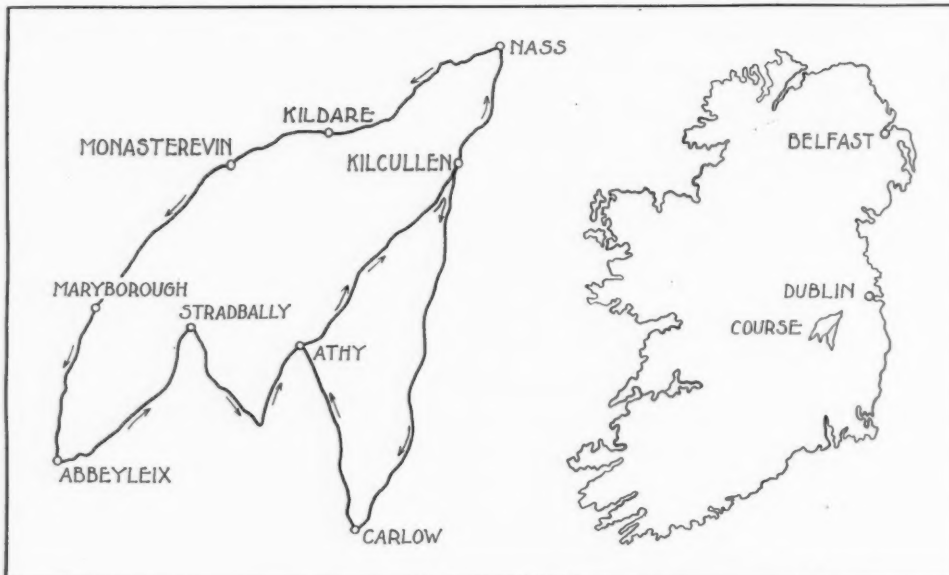 NASS
KILDARE
MONASTEREVIN
KILCULLEN
MARYBOROUGH
STRADBALLY
ATHY
ABBEYLEIX
CARLOW
BELFAST
DUBLIN
COURSE